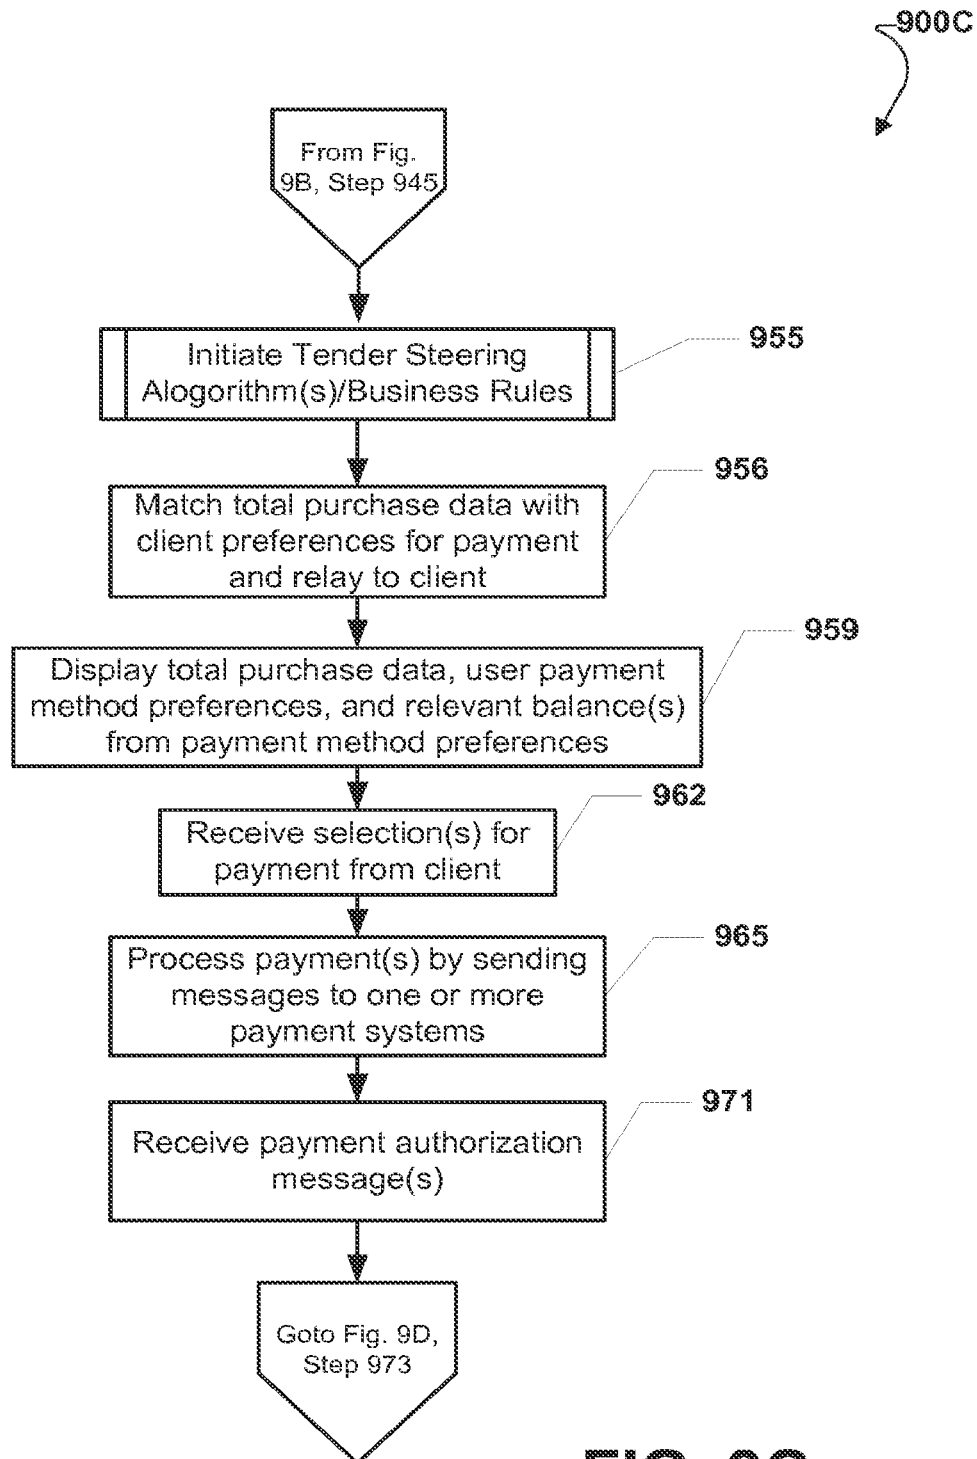 900C
From Fig.
9B, Step 945
Initiate Tender Steering
Alogorithm(s)/Business Rules
955
Match total purchase data with
client preferences for payment
and relay to client
956
Display total purchase data, user payment
method preferences, and relevant balance(s)
from payment method preferences
959
Receive selection(s) for
payment from client
962
Process payment(s) by sending
messages to one or more
payment systems
965
Receive payment authorization
message(s)
971
Goto Fig. 9D,
Step 973